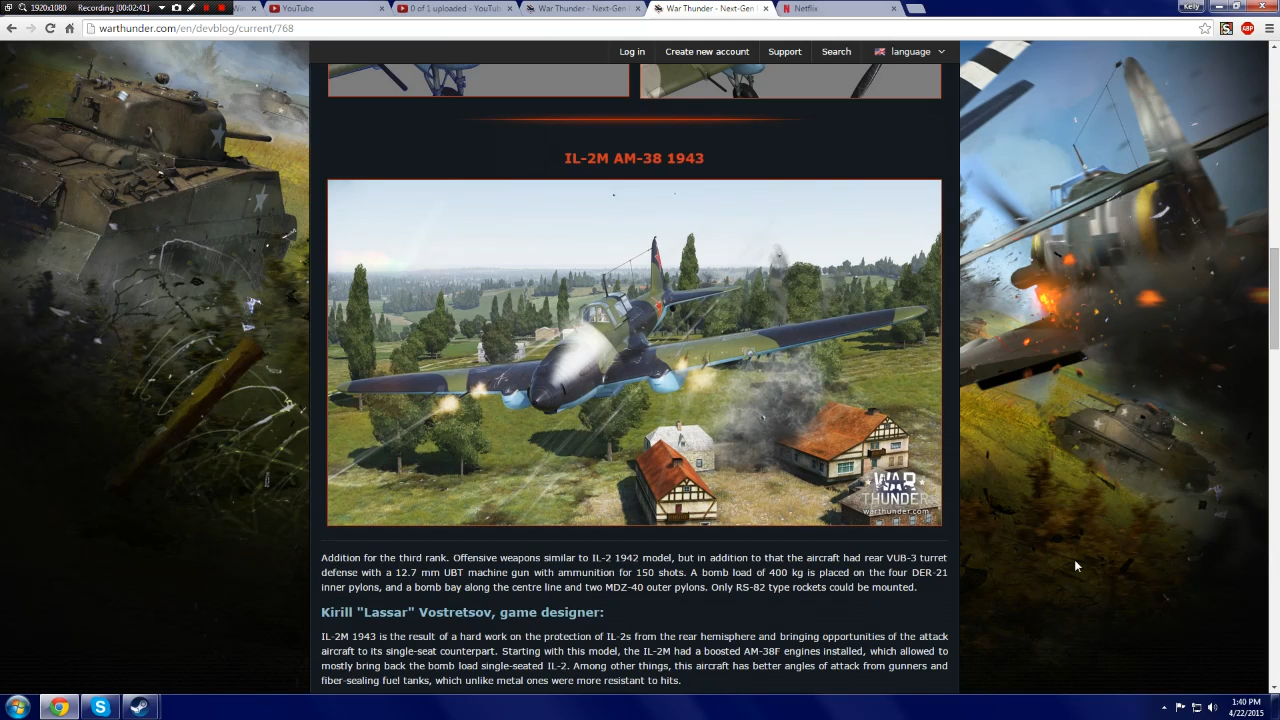 1920x1080 Recording [00:02:41]
YouTube
0 of 1 uploaded - YouTub
War Thunder - Next-Gen
War Thunder - Next-Gen
Netflix
Kelly
warthunder.com/en/devblog/current/768
ABP
Log in Create new account Support Search language
IL-2M AM-38 1943
WAR
THUNDER
warthunder.com
Addition for the third rank. Offensive weapons similar to IL-2 1942 model, but in addition to that the aircraft had rear VUB-3 turret
defense with a 12.7 mm UBT machine gun with ammunition for 150 shots. A bomb load of 400 kg is placed on the four DER-21
inner pylons, and a bomb bay along the centre line and two MDZ-40 outer pylons. Only RS-82 type rockets could be mounted.
Kirill "Lassar" Vostretsov, game designer:
IL-2M 1943 is the result of a hard work on the protection of IL-2s from the rear hemisphere and bringing opportunities of the attack
aircraft to its single-seat counterpart. Starting with this model, the IL-2M had a boosted AM-38F engines installed, which allowed to
mostly bring back the bomb load single-seated IL-2. Among other things, this aircraft has better angles of attack from gunners and
fiber-sealing fuel tanks, which unlike metal ones were more resistant to hits.
1:40 PM
4/22/2015